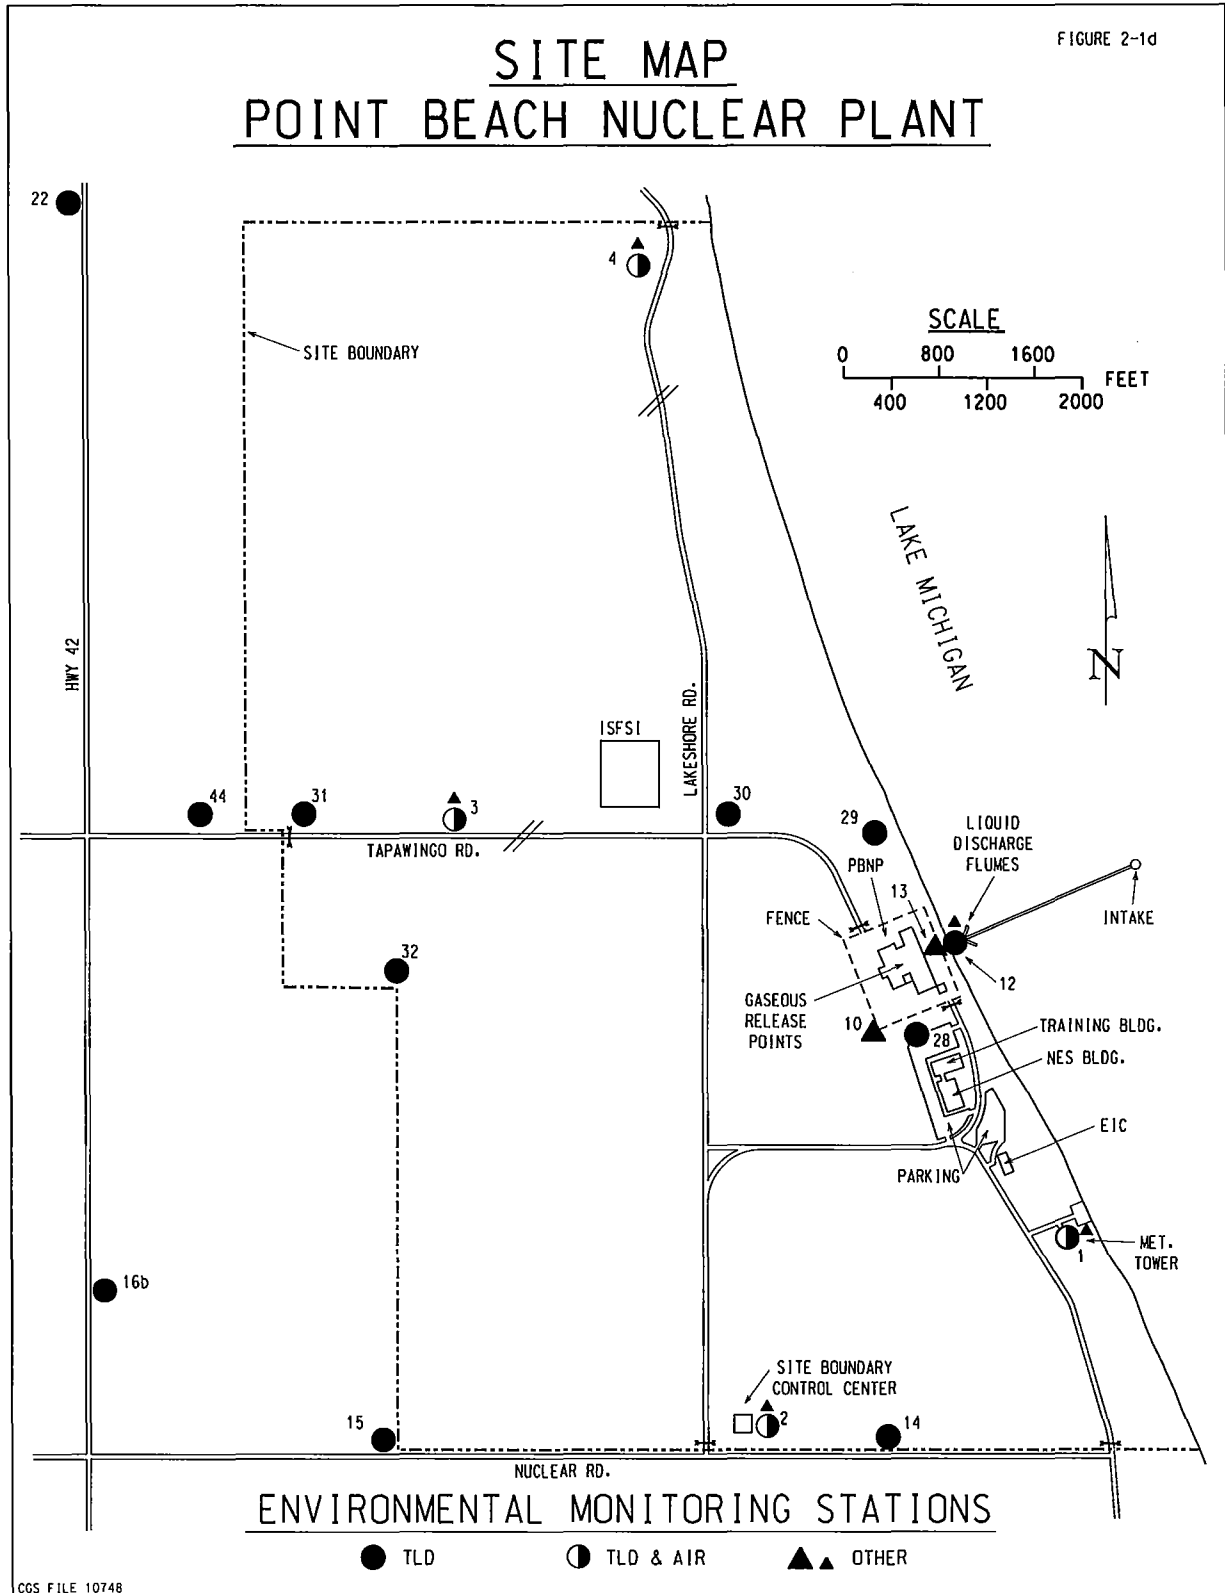 FIGURE 2-1d
SITE MAP
POINT BEACH NUCLEAR PLANT
22
4
SITE BOUNDARY
SCALE
0 800 1600
FEET
400 1200 2000
LAKE MICHIGAN
N
HWY 42
LAKESHORE RD.
ISFSI
44
31
3
30
29
TAPAWINGO RD.
LIQUID
DISCHARGE
FLUMES
PBNP
13
FENCE
INTAKE
32
12
GASEOUS
RELEASE
POINTS
10
28
TRAINING BLDG.
NES BLDG.
EIC
PARKING
1
MET.
TOWER
16b
SITE BOUNDARY
CONTROL CENTER
15
2
14
NUCLEAR RD.
ENVIRONMENTAL MONITORING STATIONS
TLD
TLD & AIR
OTHER
CGS FILE 10748